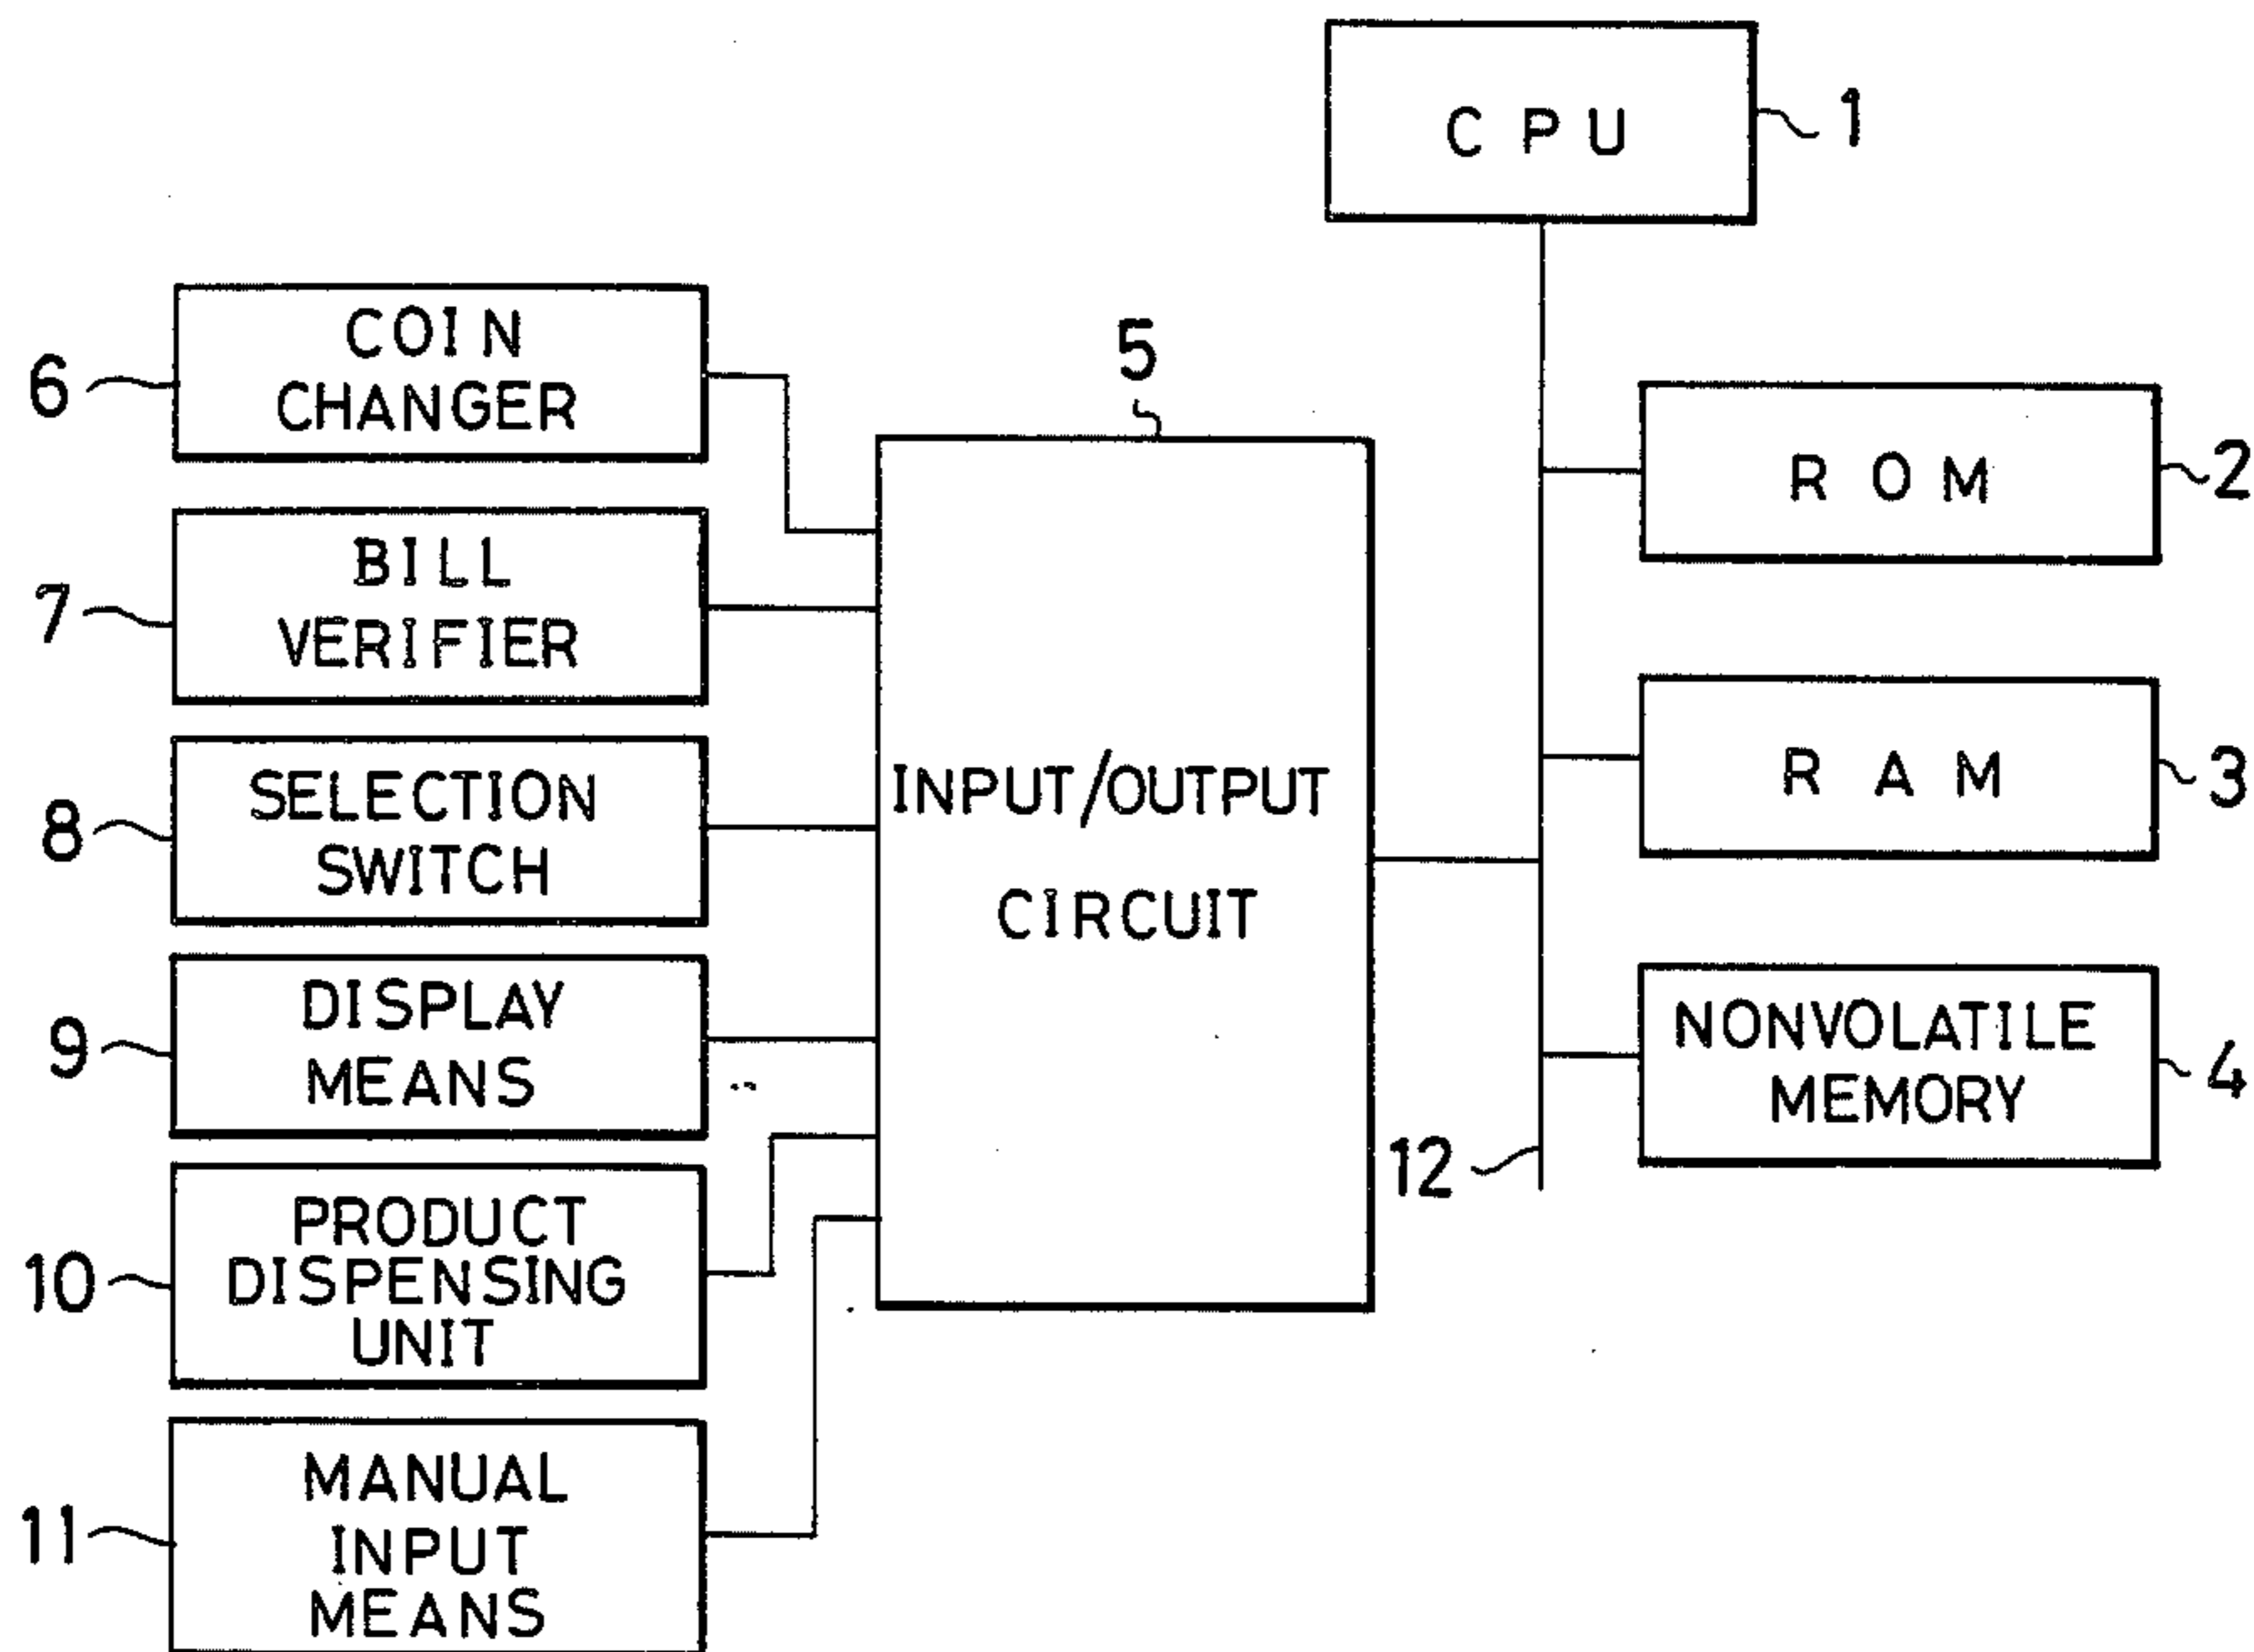 CPU
1
COIN
CHANGER
6
5
ROM
2
BILL
VERIFIER
7
INPUT/OUTPUT
CIRCUIT
RAM
3
SELECTION
SWITCH
8
DISPLAY
MEANS
9
NONVOLATILE
MEMORY
4
12
PRODUCT
DISPENSING
UNIT
10
MANUAL
INPUT
MEANS
11